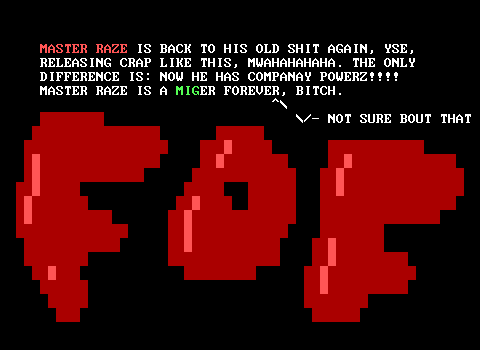 MASTER RAZE IS BACK TO HIS OLD SHIT AGAIN, YSE,
RELEASING CRAP LIKE THIS, MWAHAHAHAHA. THE ONLY
DIFFERENCE IS: NOW HE HAS COMPANAY POWERZ!!!!
MASTER RAZE IS A MIGER FOREVER, BITCH.
^\
\/- NOT SURE BOUT THAT
FOF